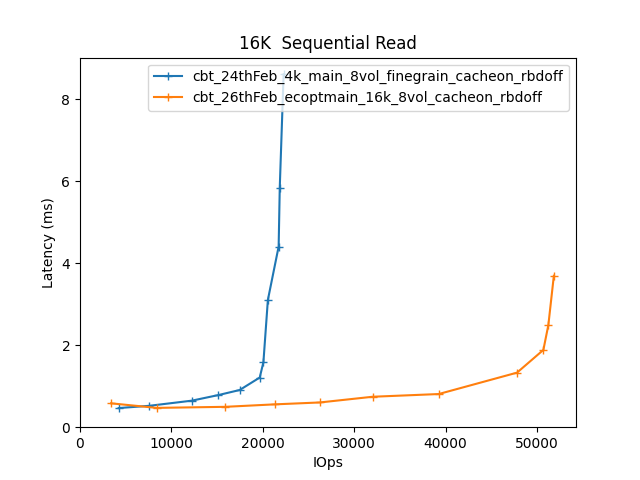 16K  Sequential Read
cbt_24thFeb_4k_main_8vol_finegrain_cacheon_rbdoff
cbt_26thFeb_ecoptmain_16k_8vol_cacheon_rbdoff
8
6
4
2
0
Latency (ms)
0 10000 20000 30000 40000 50000
IOps